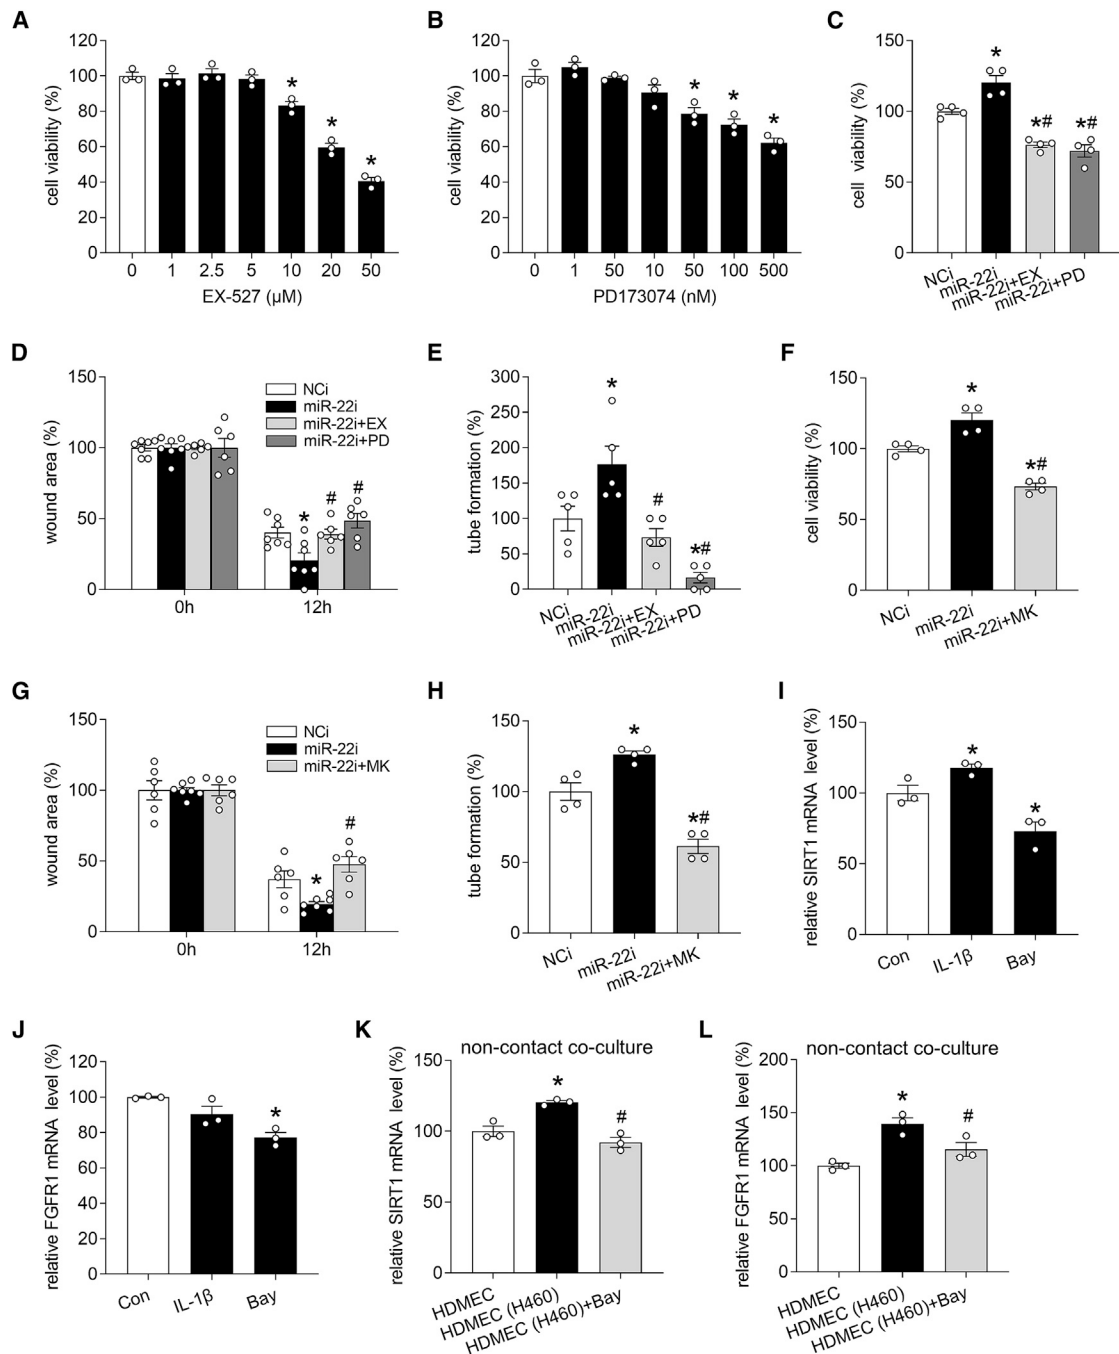 A
cell viability (%)
120
100
80
60
40
20
0
*
*
*
0 1 2.5 5 10 20 50
EX-527 (µM)
B
cell viability (%)
120
100
80
60
40
20
0
*
*
*
0 1 50 10 50 100 500
PD173074 (nM)
C
cell viability (%)
150
100
50
0
*
*#
*#
NCi
miR-22i
miR-22i+EX
miR-22i+PD
D
wound area (%)
150
100
50
0
NCi
miR-22i
miR-22i+EX
miR-22i+PD
*
#
#
0h 12h
E
tube formation (%)
300
250
200
150
100
50
0
*
#
*#
NCi
miR-22i
miR-22i+EX
miR-22i+PD
F
cell viability (%)
150
100
50
0
*
*#
NCi
miR-22i
miR-22i+MK
G
wound area (%)
150
100
50
0
NCi
miR-22i
miR-22i+MK
*
#
0h 12h
H
tube formation (%)
150
100
50
0
*
*#
NCi
miR-22i
miR-22i+MK
I
relative SIRT1 mRNA level (%)
150
100
50
0
*
*
Con
IL-1β
Bay
J
relative FGFR1 mRNA level (%)
120
100
80
60
40
20
0
*
Con
IL-1β
Bay
K
non-contact co-culture
relative SIRT1 mRNA level (%)
150
100
50
0
*
#
HDMEC
HDMEC (H460)
HDMEC (H460)+Bay
L
non-contact co-culture
relative FGFR1 mRNA level (%)
200
150
100
50
0
*
#
HDMEC
HDMEC (H460)
HDMEC (H460)+Bay